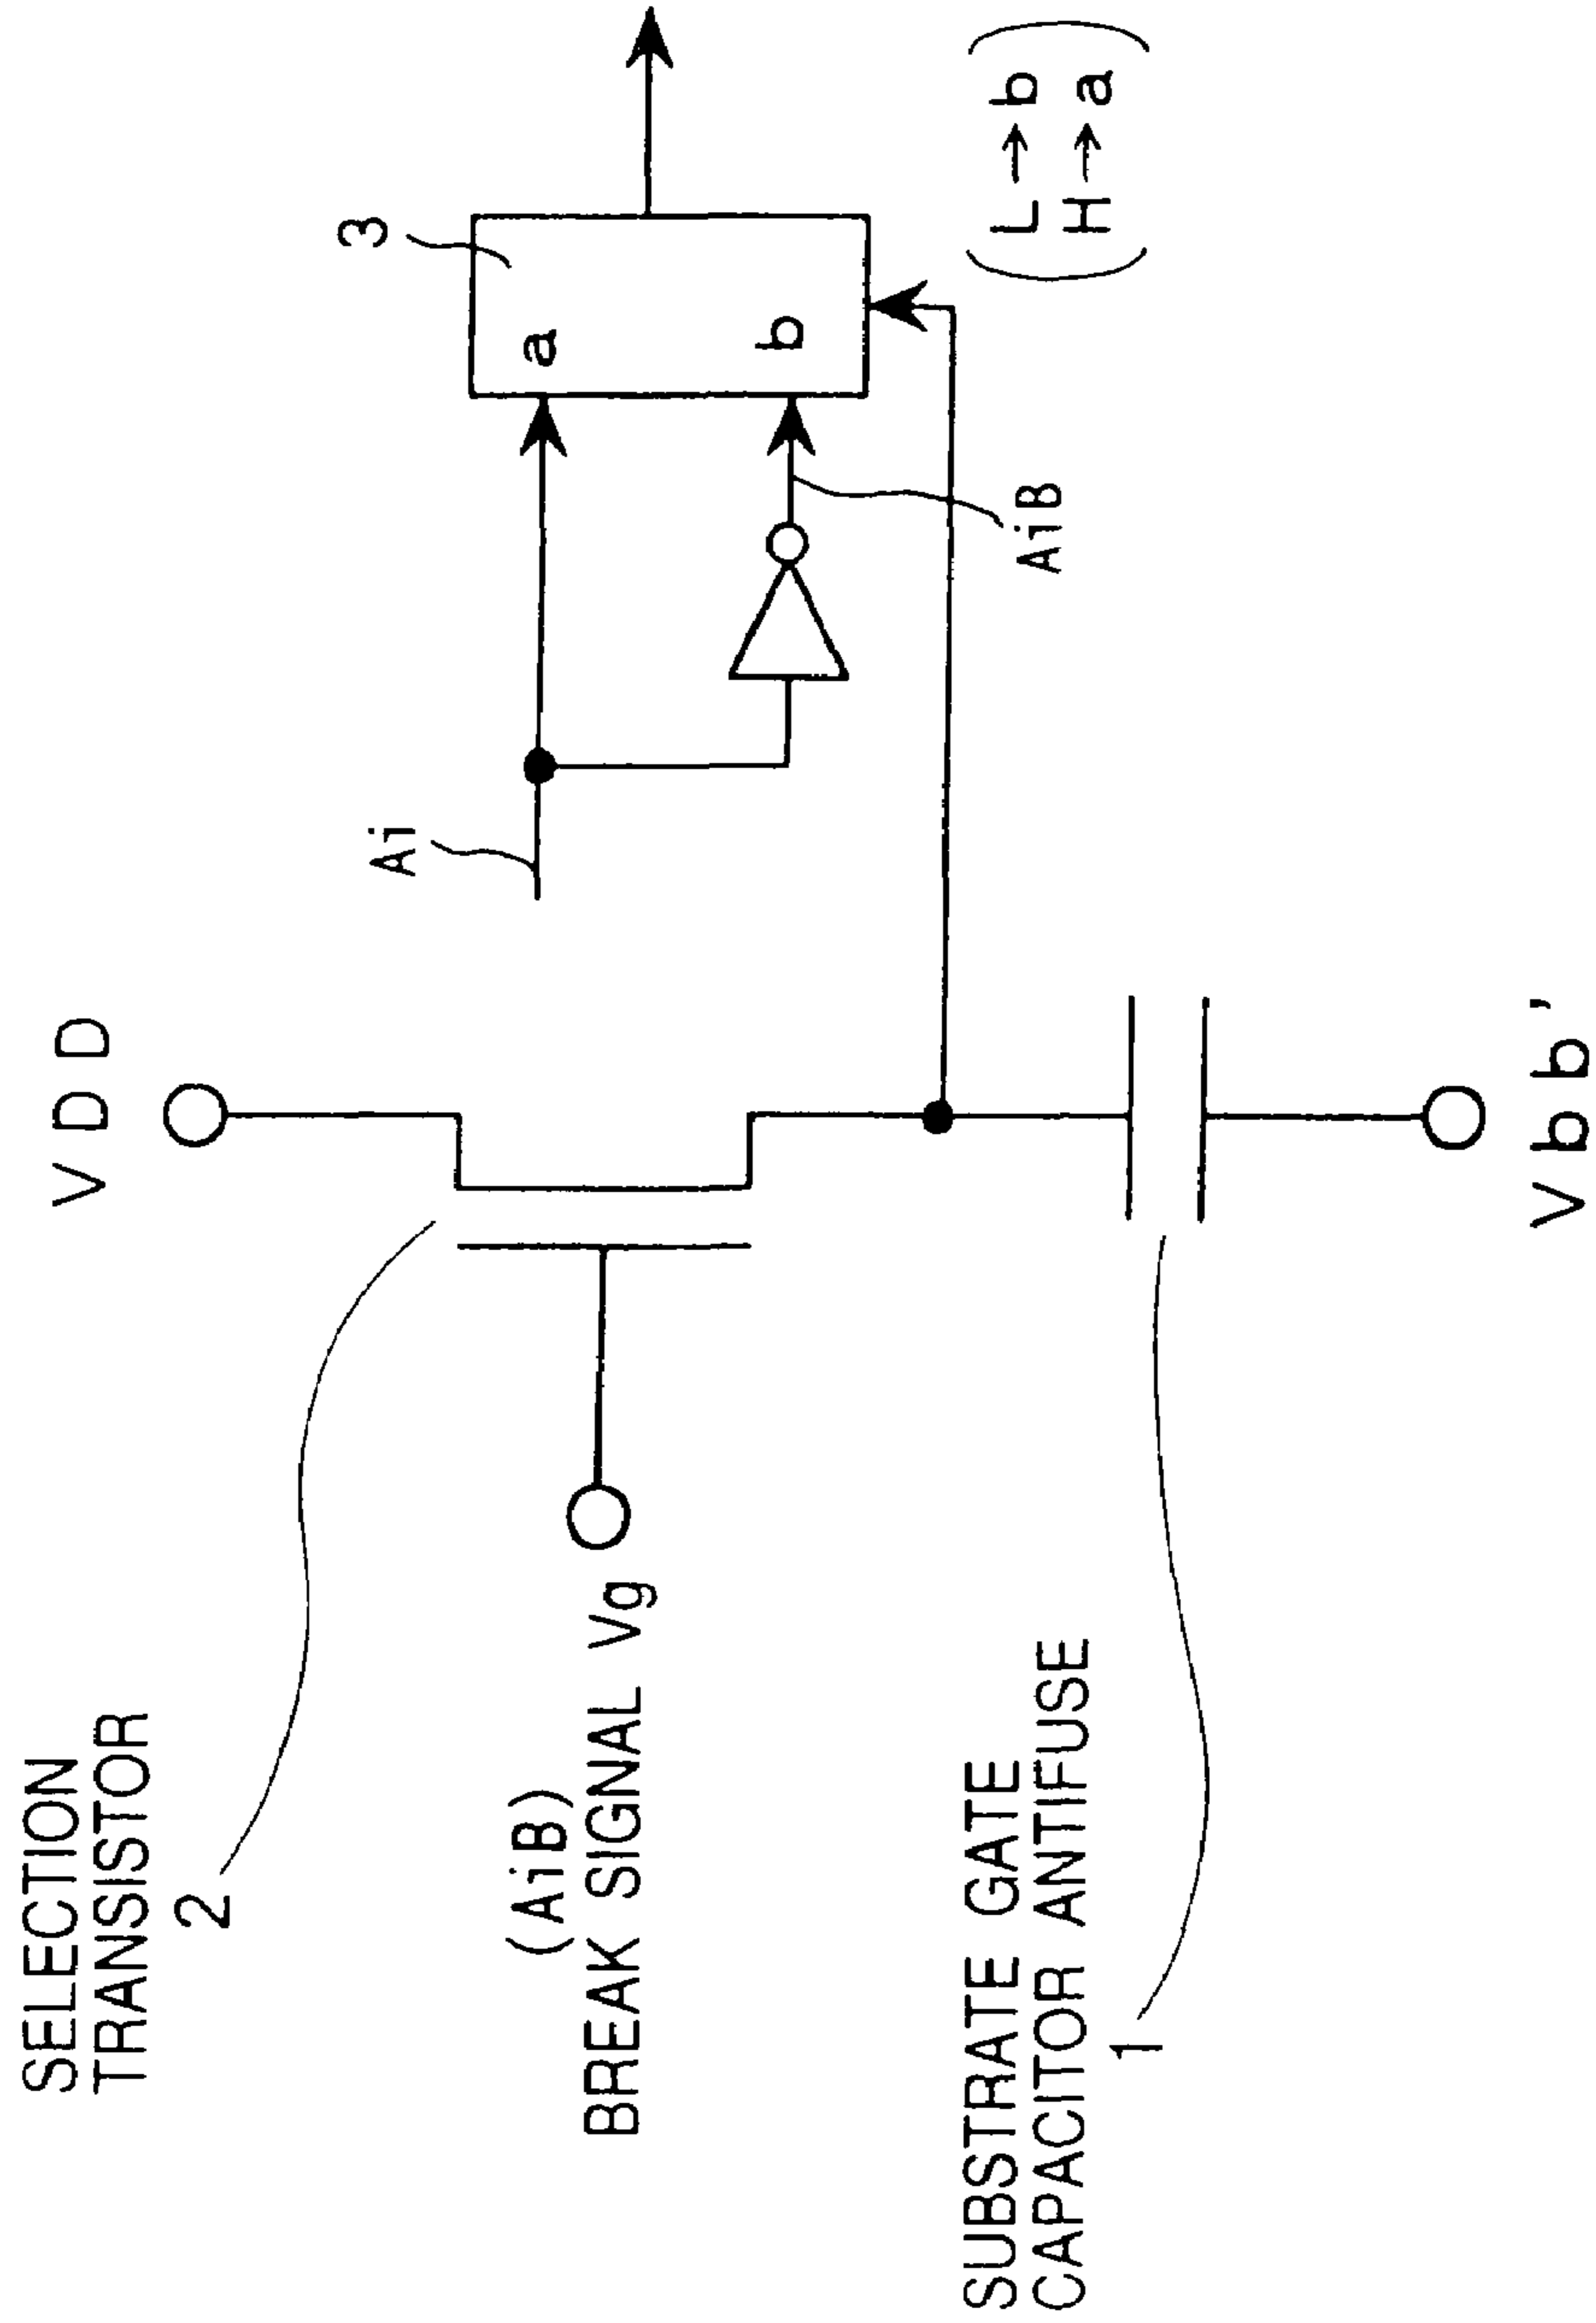 SELECTION
TRANSISTOR
2
VDD
(AiB)
BREAK SIGNAL Vg
SUBSTRATE GATE
CAPACITOR ANTIFUSE
1
Vbb'
Ai
3
a
b
AiB
L→b
H→a